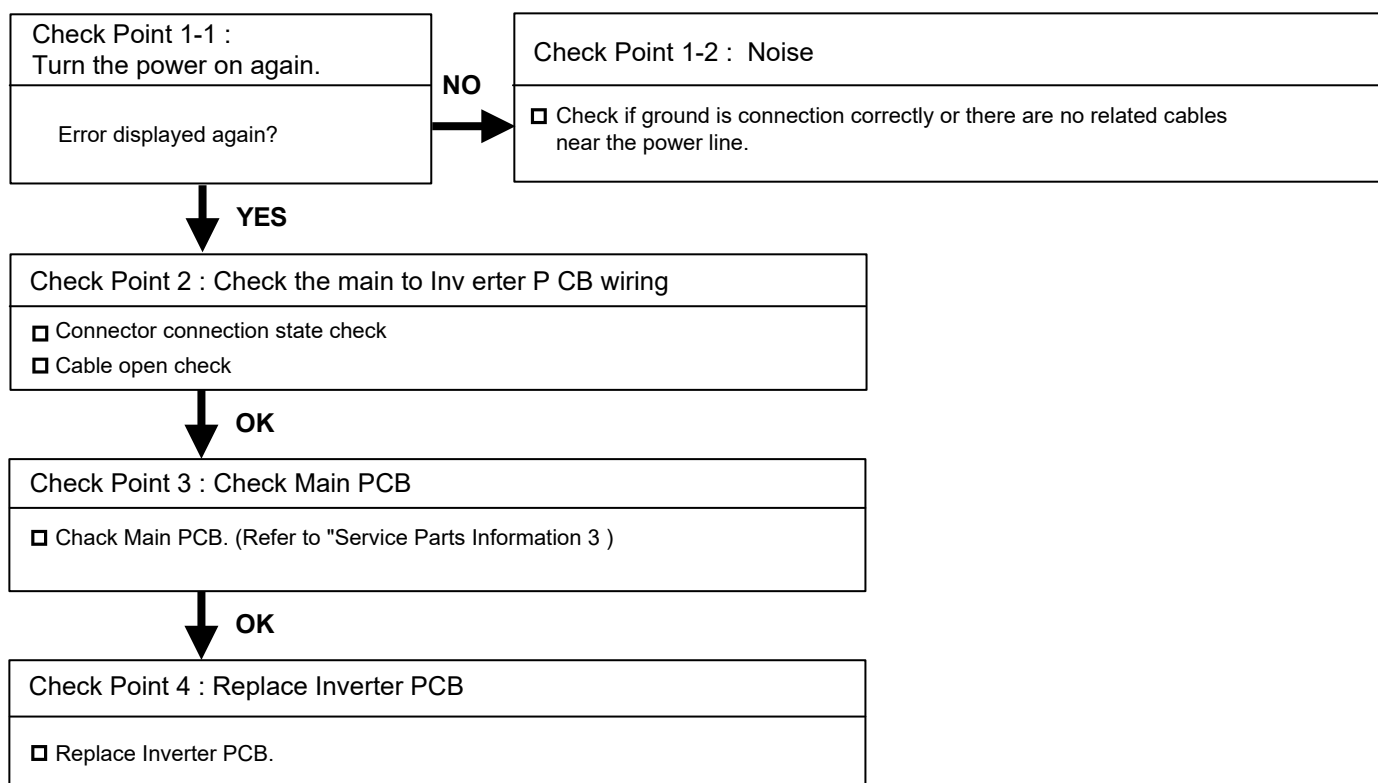 Check Point 1-1 :
Turn the power on again.
Error displayed again?
NO
Check Point 1-2 : Noise
Check if ground is connection correctly or there are no related cables
near the power line.
YES
Check Point 2 : Check the main to Inv erter P CB wiring
Connector connection state check
Cable open check
OK
Check Point 3 : Check Main PCB
Chack Main PCB. (Refer to "Service Parts Information 3 )
OK
Check Point 4 : Replace Inverter PCB
Replace Inverter PCB.